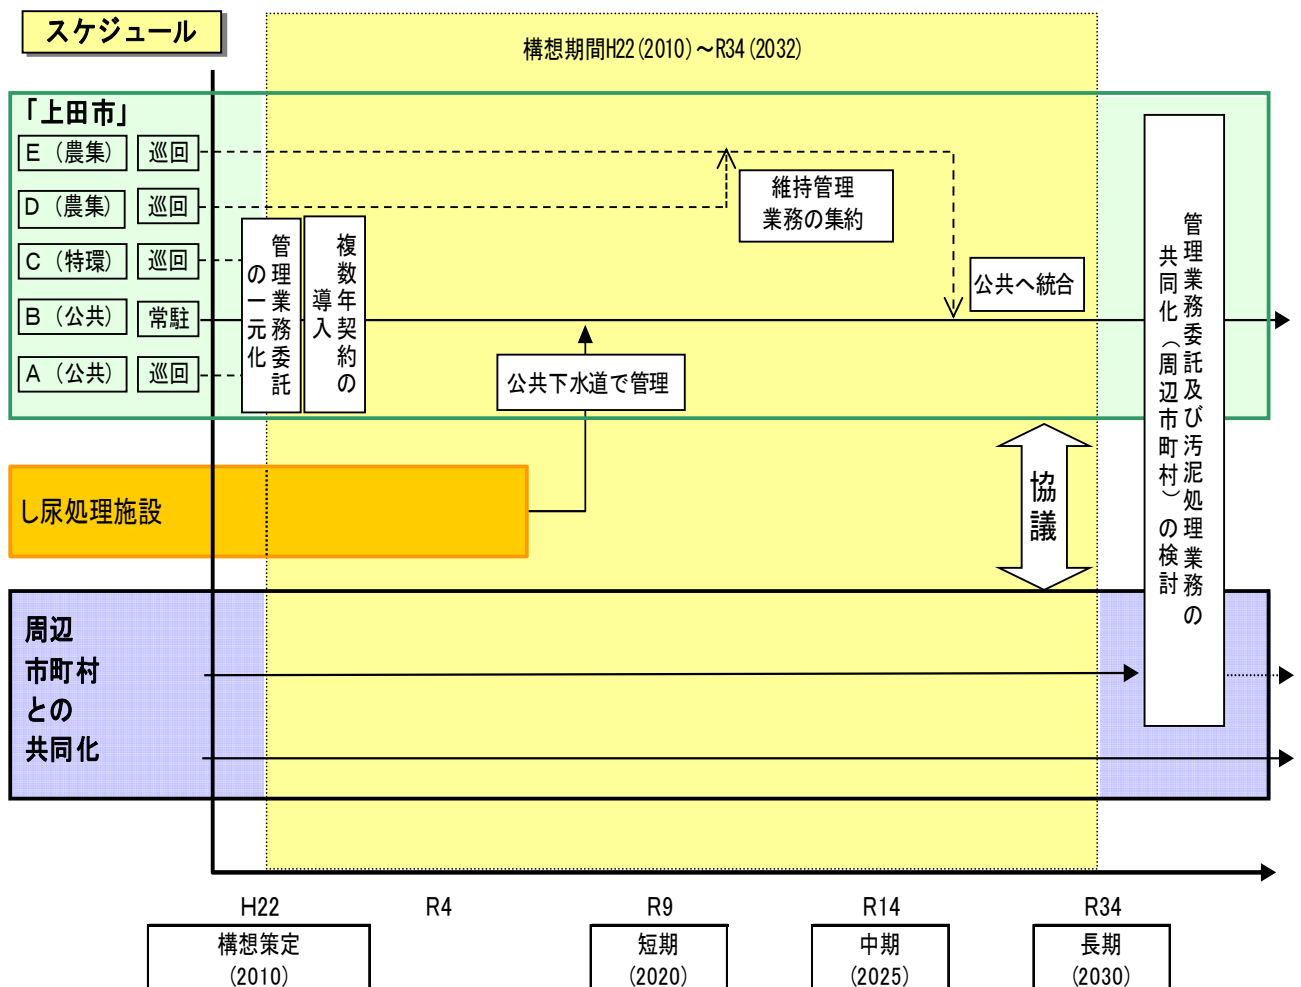 スケジュール
構想期間H22(2010)～R34(2032)
「上田市」
E（農集） 巡回
D（農集） 巡回
C（特環） 巡回
B（公共） 常駐
A（公共） 巡回
管理業務委託
の一元化
複数年契約の
導入
維持管理
業務の集約
公共へ統合
公共下水道で管理
管理業務委託及び汚泥処理業務の
共同化（周辺市町村）の検討
協議
し尿処理施設
周辺
市町村
との
共同化
H22 R4 R9 R14 R34
構想策定
(2010)
短期
(2020)
中期
(2025)
長期
(2030)